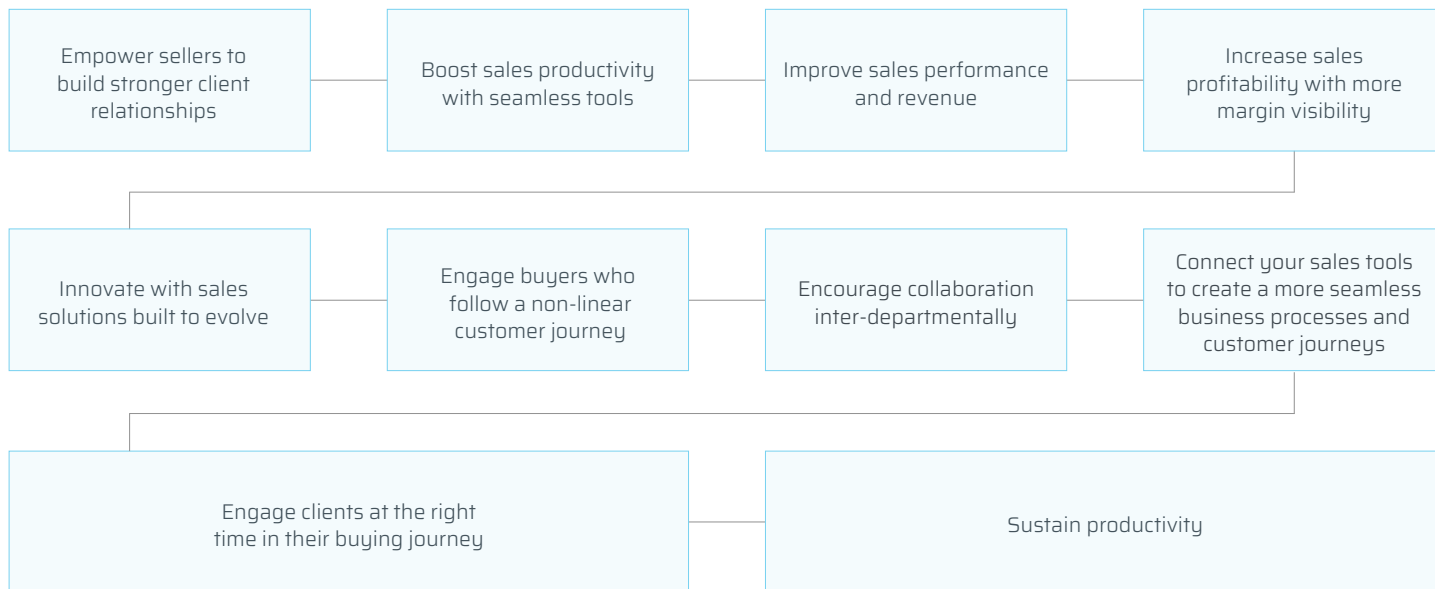 Empower sellers to
build stronger client
relationships
Boost sales productivity
with seamless tools
Improve sales performance
and revenue
Increase sales
profitability with more
margin visibility
Innovate with sales
solutions built to evolve
Engage buyers who
follow a non-linear
customer journey
Encourage collaboration
inter-departmentally
Connect your sales tools
to create a more seamless
business processes and
customer journeys
Engage clients at the right
time in their buying journey
Sustain productivity